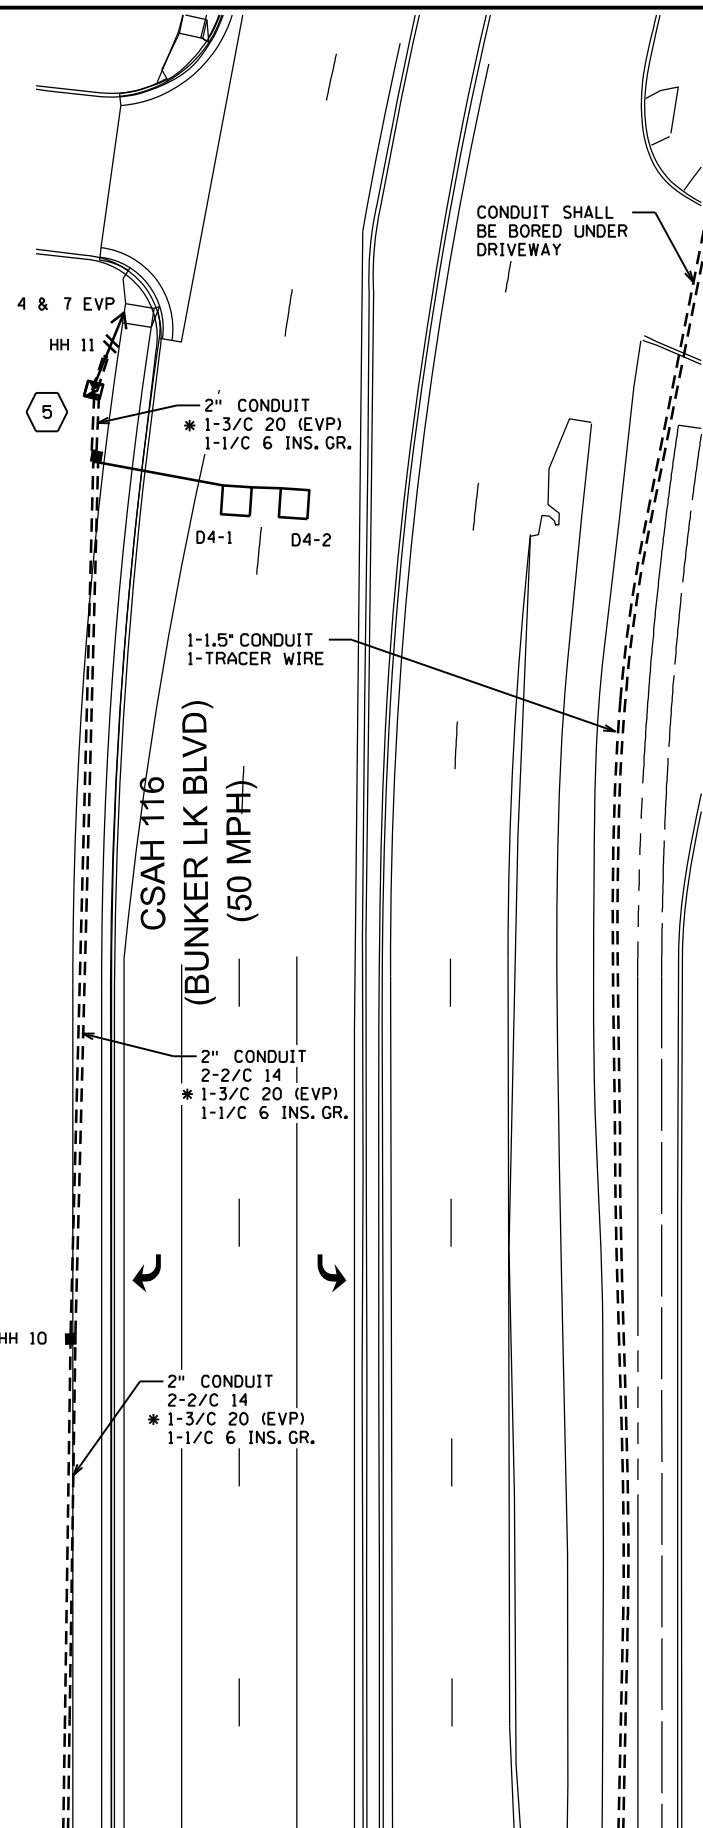 CONDUIT SHALL
BE BORED UNDER
DRIVEWAY
4 & 7 EVP
HH 11
5
2" CONDUIT
* 1-3/C 20 (EVP)
1-1/C 6 INS. GR.
D4-1
D4-2
1-1.5" CONDUIT
1-TRACER WIRE
CSAH 116
(BUNKER LK BLVD)
(50 MPH)
2" CONDUIT
2-2/C 14
* 1-3/C 20 (EVP)
1-1/C 6 INS. GR.
HH 10
2" CONDUIT
2-2/C 14
* 1-3/C 20 (EVP)
1-1/C 6 INS. GR.